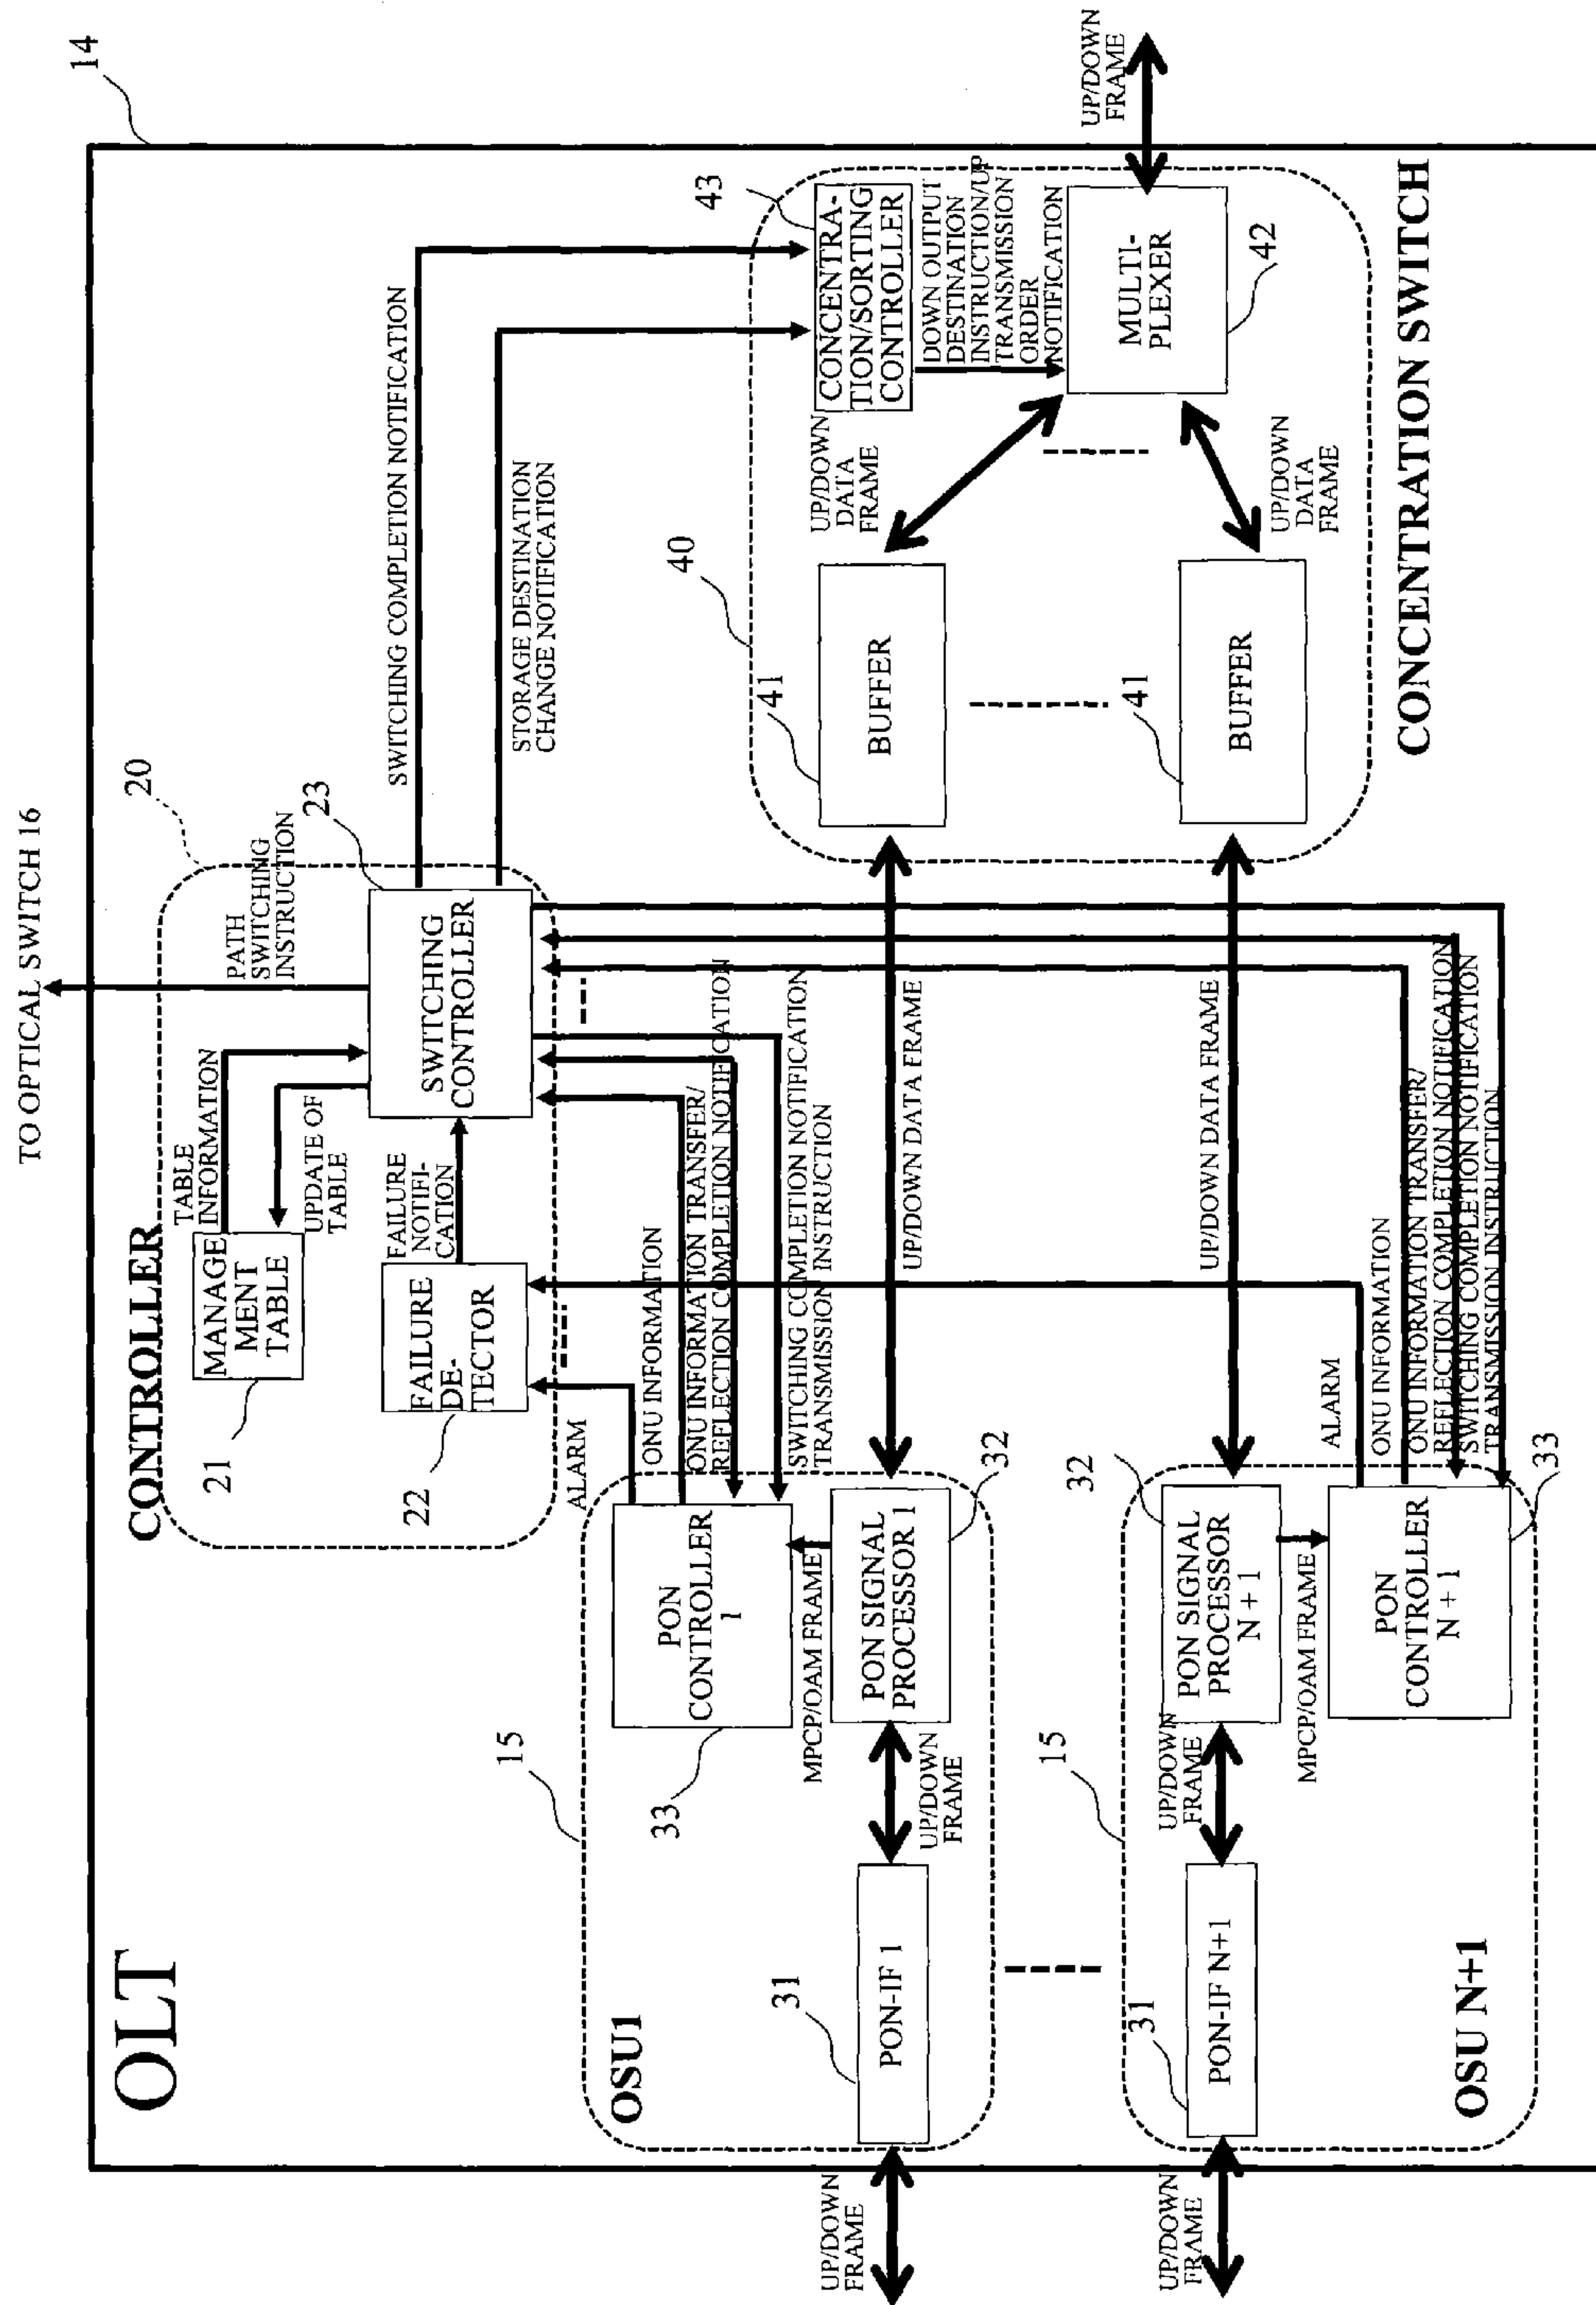 OLT
14
TO OPTICAL SWITCH 16
CONTROLLER
20
PATH
SWITCHING
INSTRUCTION
TABLE
INFORMATION
MANAGE
MENT
TABLE
21
UPDATE OF
TABLE
23
SWITCHING
CONTROLLER
FAILURE
NOTIFI-
CATION
FAILURE
DE-
TECTOR
22
SWITCHING COMPLETION NOTIFICATION
STORAGE DESTINATION
CHANGE NOTIFICATION
ALARM
ONU INFORMATION
ONU INFORMATION TRANSFER/
REFLECTION COMPLETION NOTIFICATION
SWITCHING COMPLETION NOTIFICATION
TRANSMISSION INSTRUCTION
OSU1
15
PON
CONTROLLER
1
33
MPCP/OAM FRAME
PON SIGNAL
PROCESSOR 1
32
UP/DOWN
FRAME
PON-IF 1
31
UP/DOWN
FRAME
UP/DOWN DATA FRAME
40
43
CONCENTRA-
TION/SORTING
CONTROLLER
DOWN OUTPUT
DESTINATION
INSTRUCTION/UP
TRANSMISSION
ORDER
NOTIFICATION
UP/DOWN
DATA
FRAME
41
BUFFER
MULTI-
PLEXER
42
UP/DOWN
FRAME
UP/DOWN
DATA
FRAME
41
BUFFER
CONCENTRATION SWITCH
UP/DOWN DATA FRAME
15
32
PON SIGNAL
PROCESSOR
N + 1
UP/DOWN
FRAME
PON-IF N+1
31
UP/DOWN
FRAME
MPCP/OAM FRAME
PON
CONTROLLER
N + 1
33
OSU N+1
ALARM
ONU INFORMATION
ONU INFORMATION TRANSFER/
REFLECTION COMPLETION NOTIFICATION
SWITCHING COMPLETION NOTIFICATION
TRANSMISSION INSTRUCTION